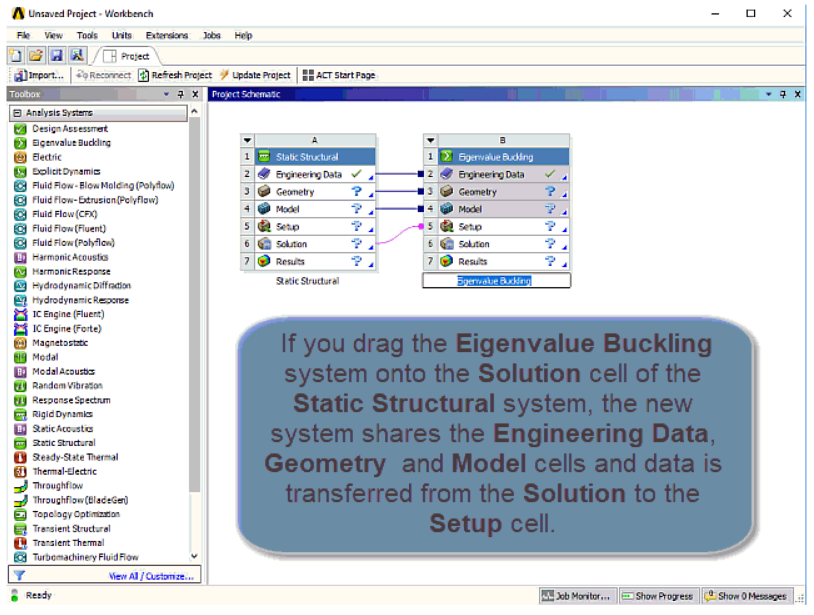 Unsaved Project - Workbench
File View Tools Units Extensions Jobs Help
Project
Import... Reconnect Refresh Project Update Project ACT Start Page
Toolbox
Project Schematic
Analysis Systems
Design Assessment
Eigenvalue Buckling
Electric
Explicit Dynamics
Fluid Flow - Blow Molding (Polyflow)
Fluid Flow - Extrusion (Polyflow)
Fluid Flow (CFX)
Fluid Flow (Fluent)
Fluid Flow (Polyflow)
Harmonic Acoustics
Harmonic Response
Hydrodynamic Diffraction
Hydrodynamic Response
IC Engine (Fluent)
IC Engine (Forte)
Magnetostatic
Modal
Modal Acoustics
Random Vibration
Response Spectrum
Rigid Dynamics
Static Acoustics
Static Structural
Steady-State Thermal
Thermal-Electric
Throughflow
Throughflow (BladeGen)
Topology Optimization
Transient Structural
Transient Thermal
Turbomachinery Fluid Flow
View All / Customize...
A
1 Static Structural
2 Engineering Data
3 Geometry
4 Model
5 Setup
6 Solution
7 Results
Static Structural
B
1 Eigenvalue Buckling
2 Engineering Data
3 Geometry
4 Model
5 Setup
6 Solution
7 Results
Eigenvalue Buckling
If you drag the Eigenvalue Buckling
system onto the Solution cell of the
Static Structural system, the new
system shares the Engineering Data,
Geometry and Model cells and data is
transferred from the Solution to the
Setup cell.
Ready
Job Monitor... Show Progress Show 0 Messages